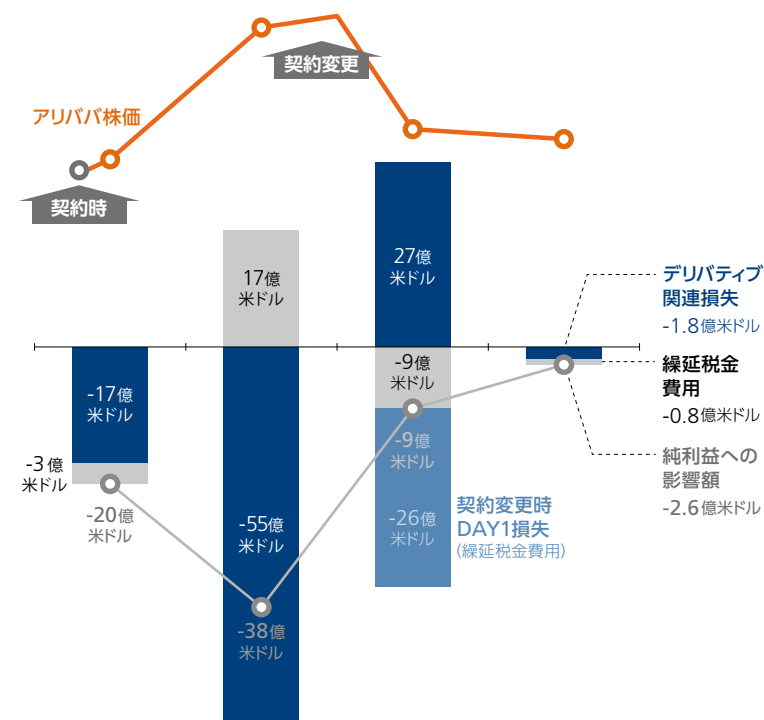 契約変更
アリババ株価
契約時
17億
米ドル
27億
米ドル
デリバティブ
関連損失
-1.8億米ドル
-17億
米ドル
-9億
米ドル
繰延税金
費用
-0.8億米ドル
-3億
米ドル
-9億
米ドル
純利益への
影響額
-2.6億米ドル
-20億
米ドル
-55億
米ドル
-26億
米ドル
契約変更時
DAY1損失
(繰延税金費用)
-38億
米ドル